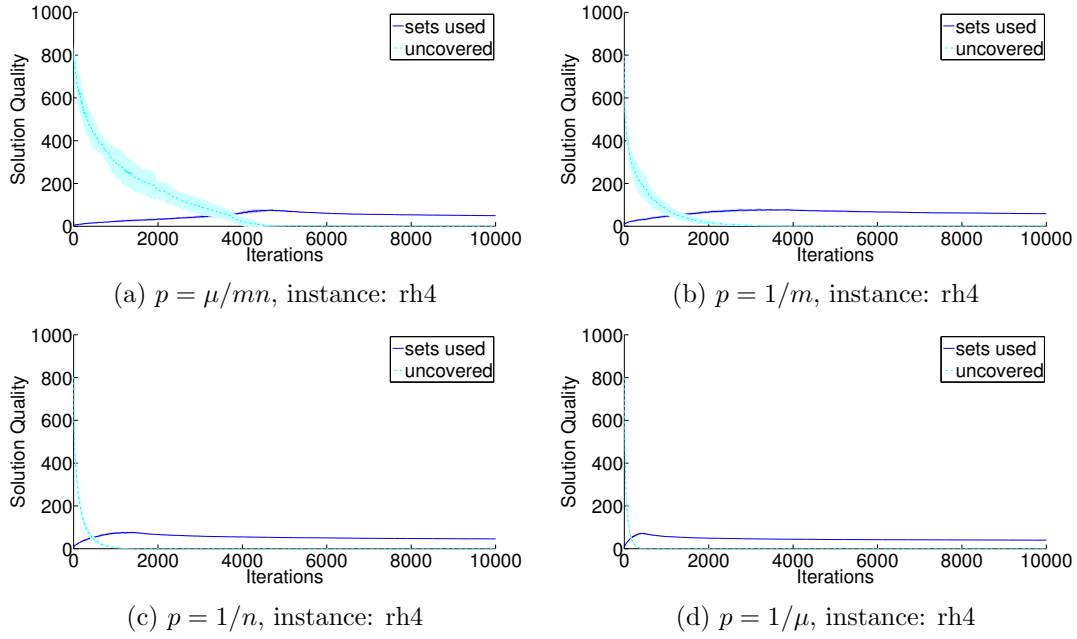 1000
800
600
400
200
0
Solution Quality
sets used
uncovered
0 2000 4000 6000 8000 10000
Iterations
(a) p = μ/mn, instance: rh4
1000
800
600
400
200
0
Solution Quality
sets used
uncovered
0 2000 4000 6000 8000 10000
Iterations
(b) p = 1/m, instance: rh4
1000
800
600
400
200
0
Solution Quality
sets used
uncovered
0 2000 4000 6000 8000 10000
Iterations
(c) p = 1/n, instance: rh4
1000
800
600
400
200
0
Solution Quality
sets used
uncovered
0 2000 4000 6000 8000 10000
Iterations
(d) p = 1/μ, instance: rh4